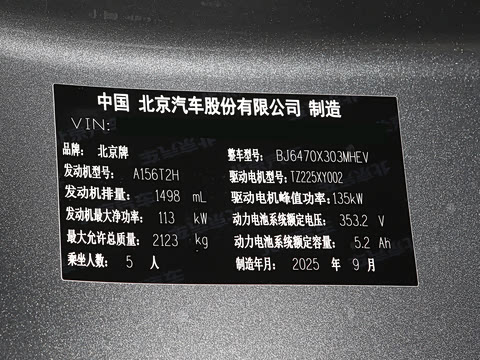 中国 北京汽车股份有限公司 制造
VIN:
品牌: 北京牌 整车型号: BJ6470X303MHEV
发动机型号: A156T2H 驱动电机型号: TZ225XY002
发动机排量: 1498 mL 驱动电机峰值功率: 135kW
发动机最大净功率: 113 kW 动力电池系统额定电压: 353.2 V
最大允许总质量: 2123 kg 动力电池系统额定容量: 5.2 Ah
乘坐人数: 5 人 制造年月: 2025 年 9 月